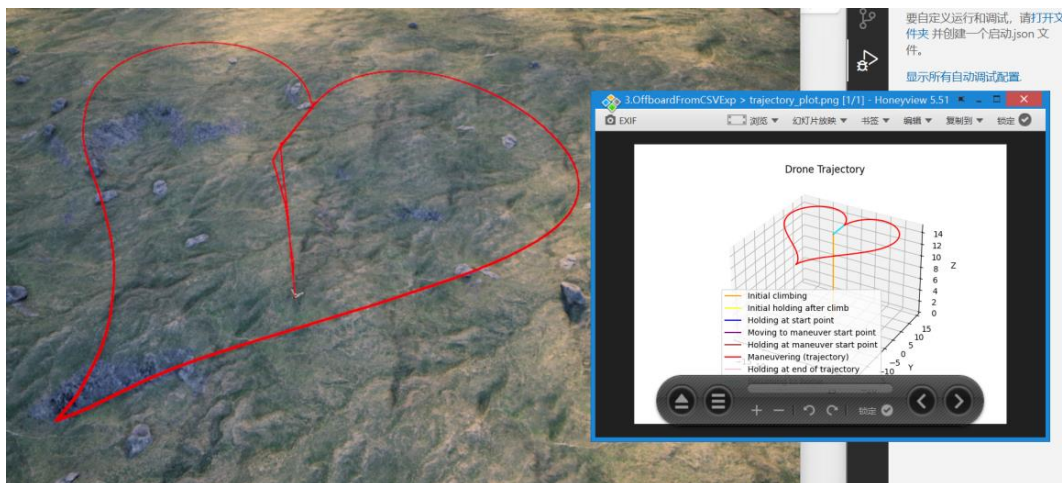 要自定义运行和调试，请打开文
件夹 并创建一个启动.json 文
件。
显示所有自动调试配置.
3.OffboardFromCSVExp > trajectory_plot.png [1/1] - Honeyview 5.51
EXIF
浏览 ▼ 幻灯片放映 ▼ 书签 ▼ 编辑 ▼ 复制到 ▼ 锁定
Drone Trajectory
14
12
10
8
6
4
2
0
Z
15
10
5
0
−5
−10
Y
Initial climbing
Initial holding after climb
Holding at start point
Moving to maneuver start point
Holding at maneuver start point
Maneuvering (trajectory)
Holding at end of trajectory
锁定